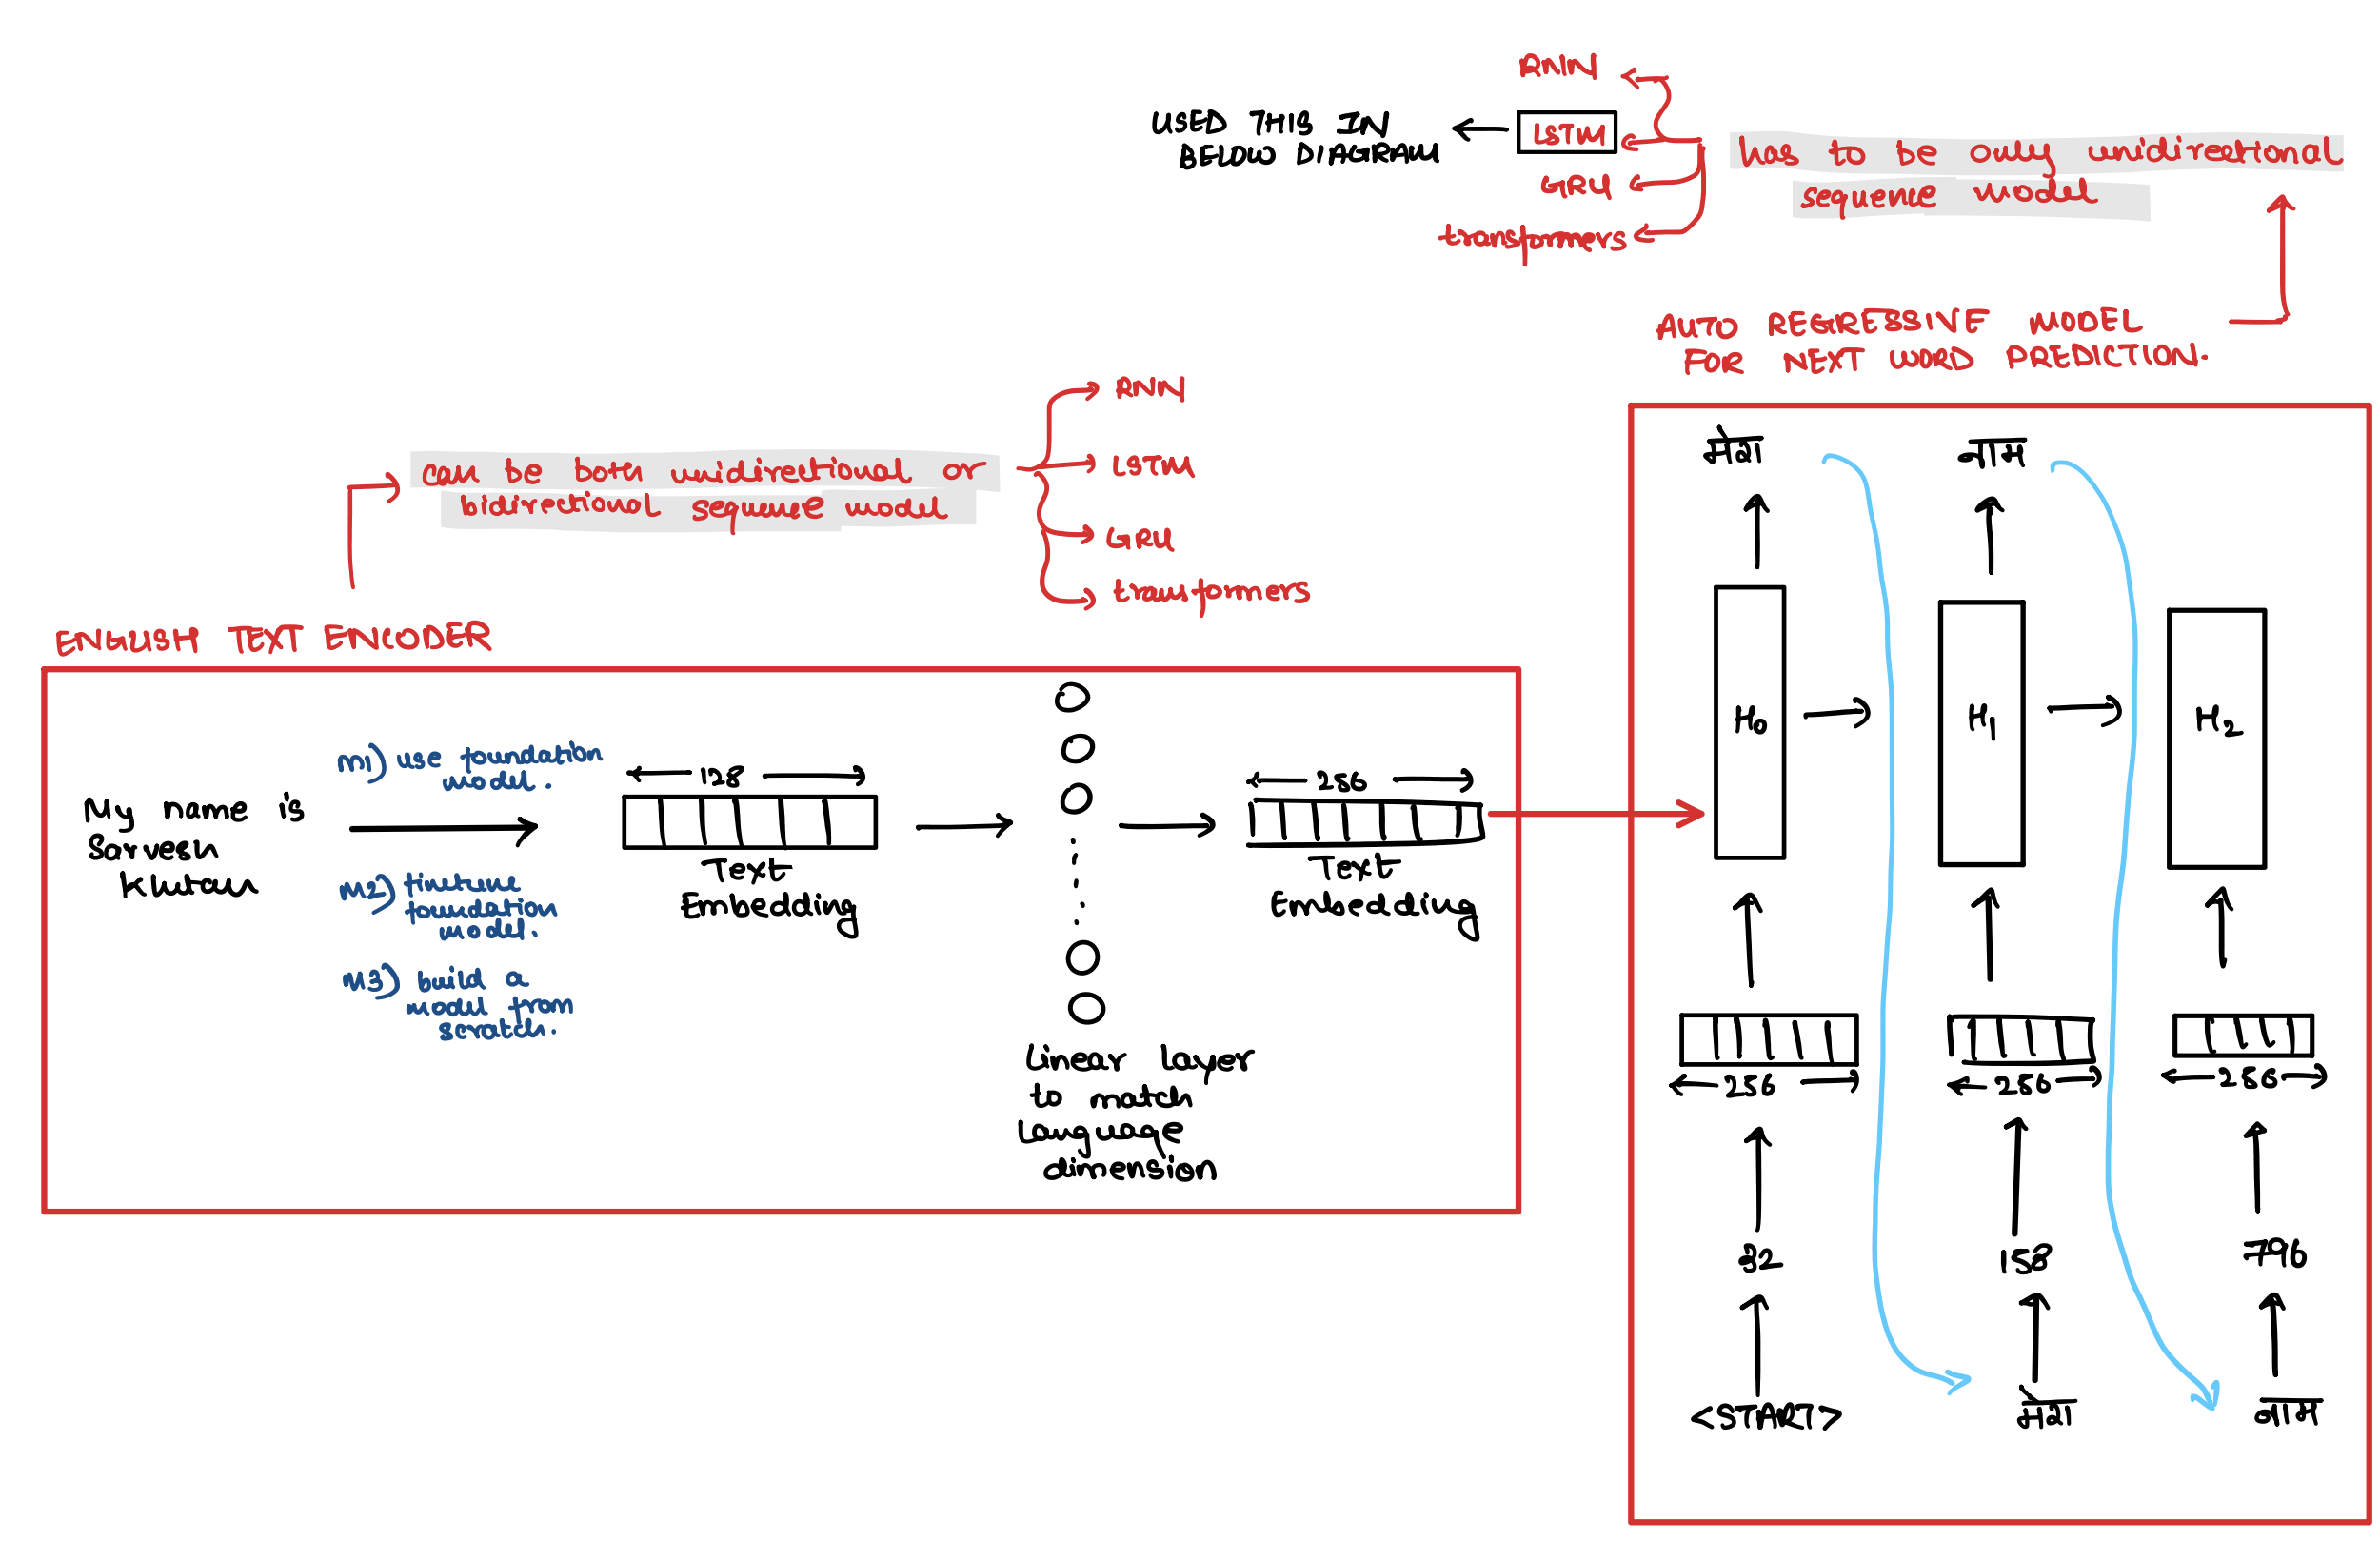 RNN
USED THIS IN
BELOW DIAGRAM
LSTM
GRU
transformers
has to be only unidirectional
sequence model
AUTO REGRESSIVE MODEL
FOR NEXT WORD PREDICTION.
can be both unidirectional or
bidirectional sequence model
RNN
LSTM
GRU
transformers
ENGLISH TEXT ENCODER
My name is
Sarvesh
Khetan
M1) use foundation
model.
M2) finetune
foundation
model.
M3) build a
model from
scratch.
128
Text
Embedding
Linear layer
to match
language
dimension
256
Text
Embedding
मेरा
नाम
H0
H1
H2
256
256
256
32
158
796
<START>
मेरा
नाम